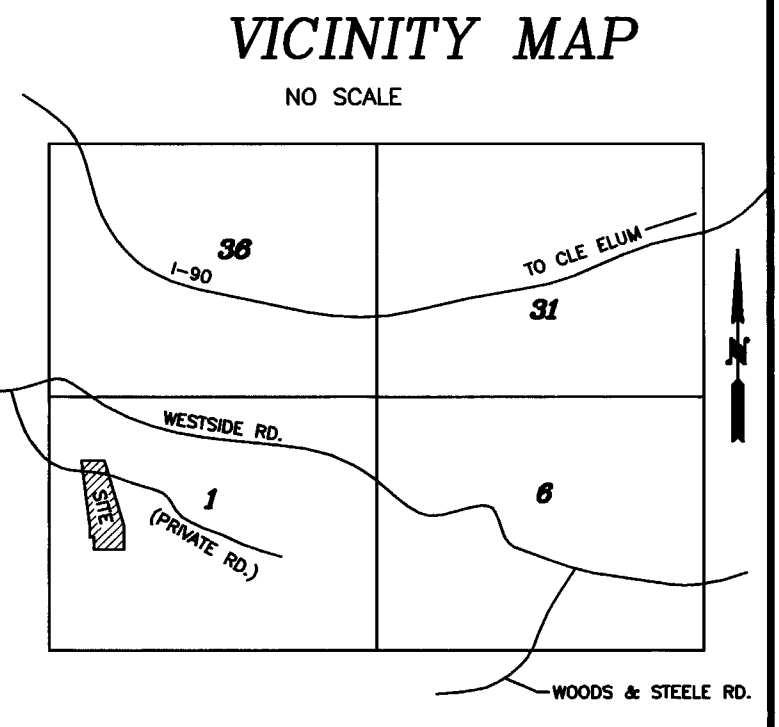 VICINITY MAP
NO SCALE
36
I-90
TO CLE ELUM
31
N
WESTSIDE RD.
SITE
1
(PRIVATE RD.)
6
WOODS & STEELE RD.